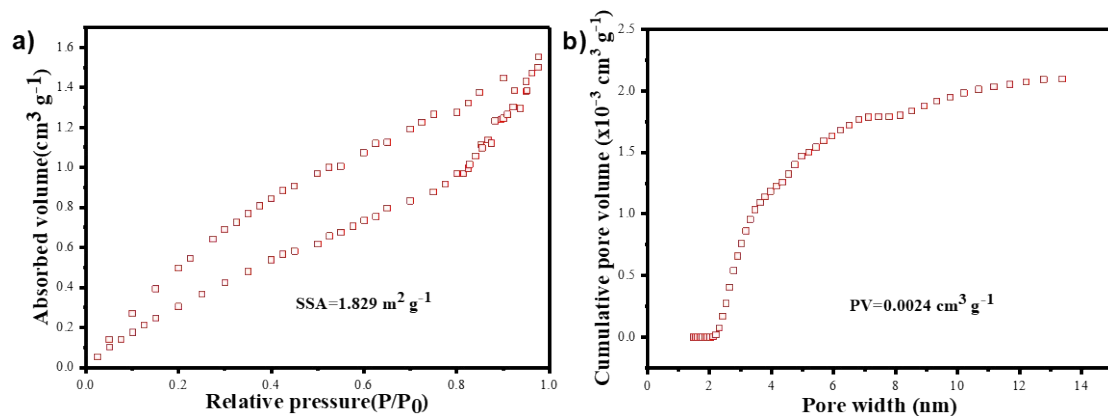 a)
Absorbed volume(cm³ g⁻¹)
1.6
1.4
1.2
1.0
0.8
0.6
0.4
0.2
0.0
SSA=1.829 m² g⁻¹
0.0 0.2 0.4 0.6 0.8 1.0
Relative pressure(P/P₀)
b)
Cumulative pore volume (x10⁻³ cm³ g⁻¹)
2.5
2.0
1.5
1.0
0.5
0.0
PV=0.0024 cm³ g⁻¹
0 2 4 6 8 10 12 14
Pore width (nm)